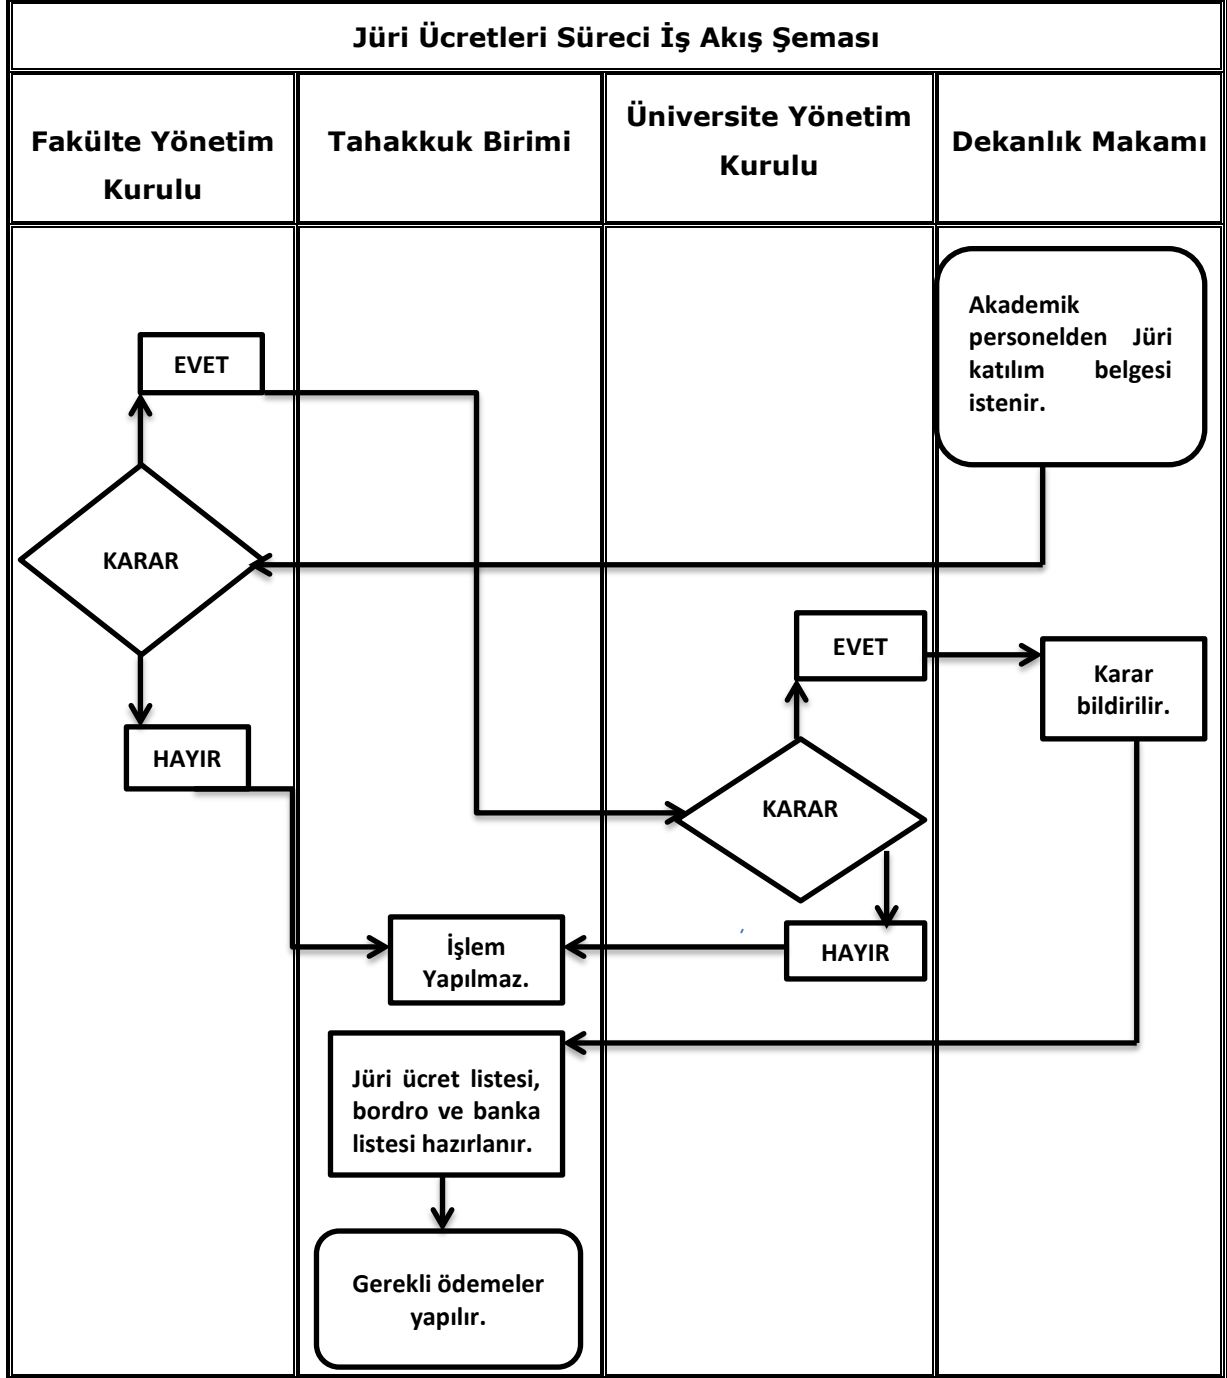 Jüri Ücretleri Süreci İş Akış Şeması
Fakülte Yönetim
Kurulu
Tahakkuk Birimi
Üniversite Yönetim
Kurulu
Dekanlık Makamı
Akademik
personelden Jüri
katılım belgesi
istenir.
EVET
KARAR
HAYIR
EVET
Karar
bildirilir.
KARAR
HAYIR
İşlem
Yapılmaz.
Jüri ücret listesi,
bordro ve banka
listesi hazırlanır.
Gerekli ödemeler
yapılır.